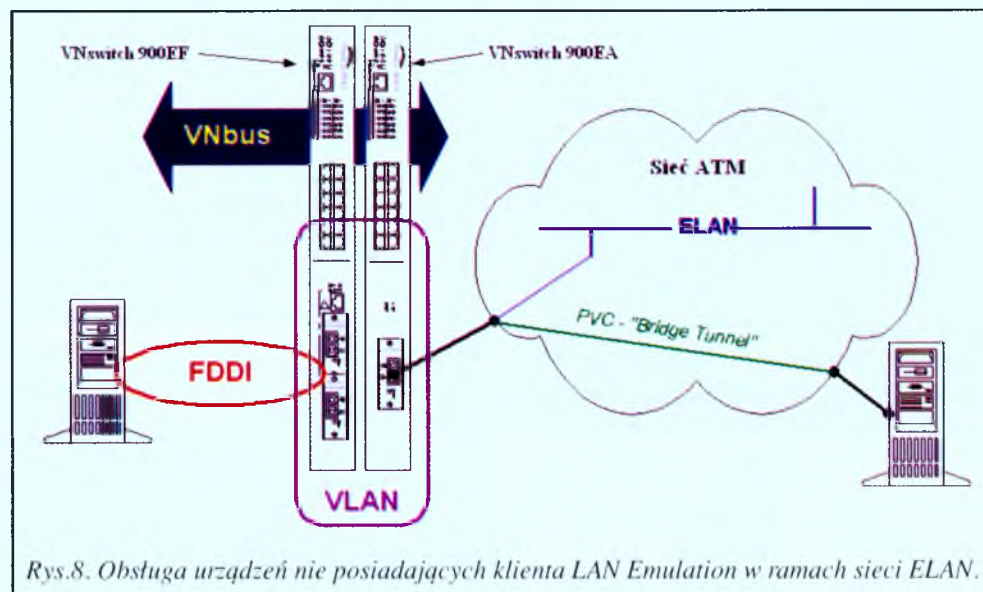 VNswitch 900EF
VNswitch 900EA
VNbus
Sieć ATM
ELAN
PVC - "Bridge Tunnel"
FDDI
VLAN
Rys.8. Obsługa urządzeń nie posiadających klienta LAN Emulation w ramach sieci ELAN.